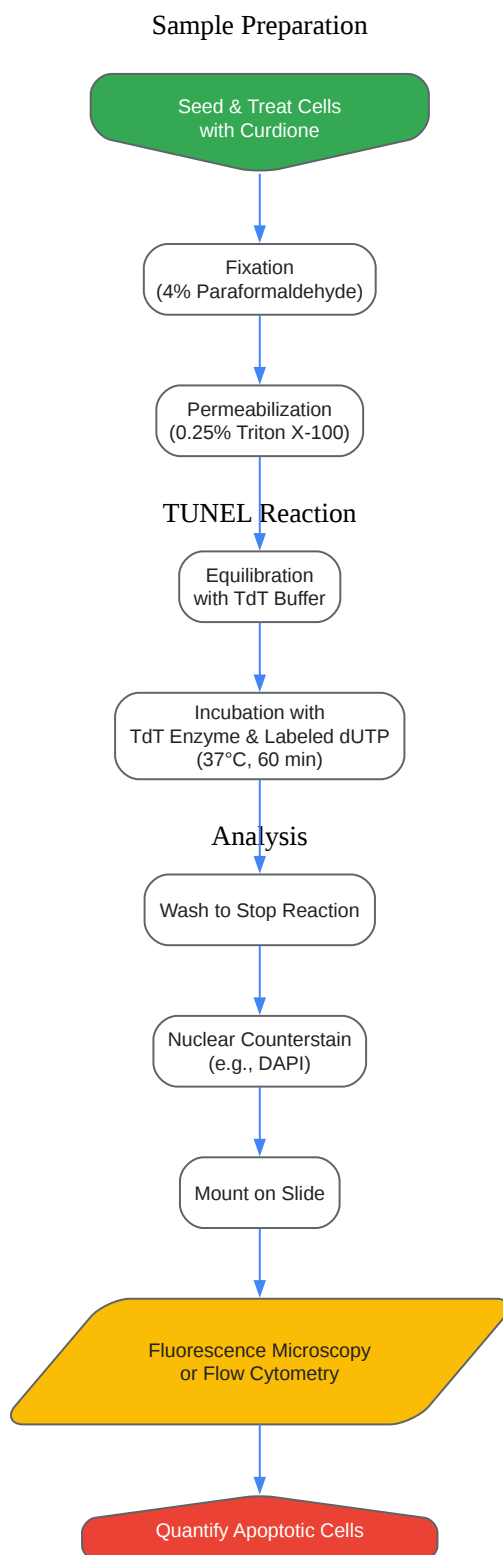 Sample Preparation
Seed & Treat Cells
with Curdione
Fixation
(4% Paraformaldehyde)
Permeabilization
(0.25% Triton X-100)
TUNEL Reaction
Equilibration
with TdT Buffer
Incubation with
TdT Enzyme & Labeled dUTP
(37°C, 60 min)
Analysis
Wash to Stop Reaction
Nuclear Counterstain
(e.g., DAPI)
Mount on Slide
Fluorescence Microscopy
or Flow Cytometry
Quantify Apoptotic Cells